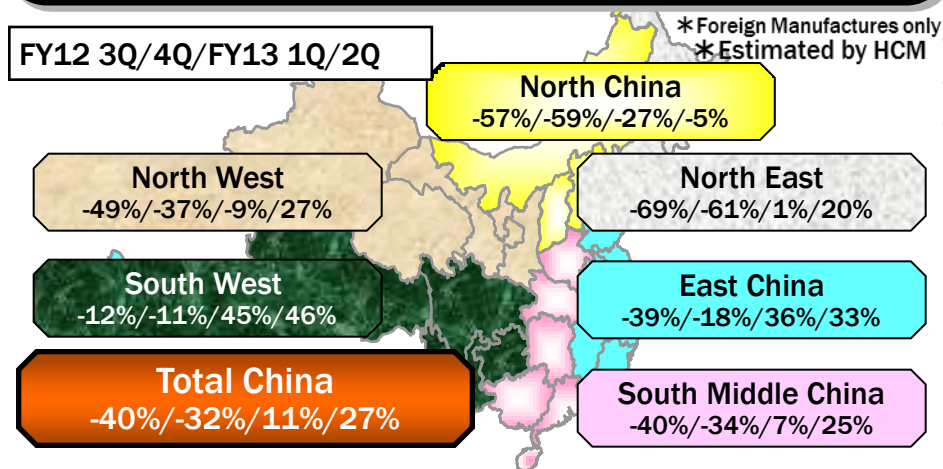 ＊Foreign Manufactures only
＊Estimated by HCM
FY12 3Q/4Q/FY13 1Q/2Q
North China
-57%/-59%/-27%/-5%
North West
-49%/-37%/-9%/27%
North East
-69%/-61%/1%/20%
South West
-12%/-11%/45%/46%
East China
-39%/-18%/36%/33%
Total China
-40%/-32%/11%/27%
South Middle China
-40%/-34%/7%/25%